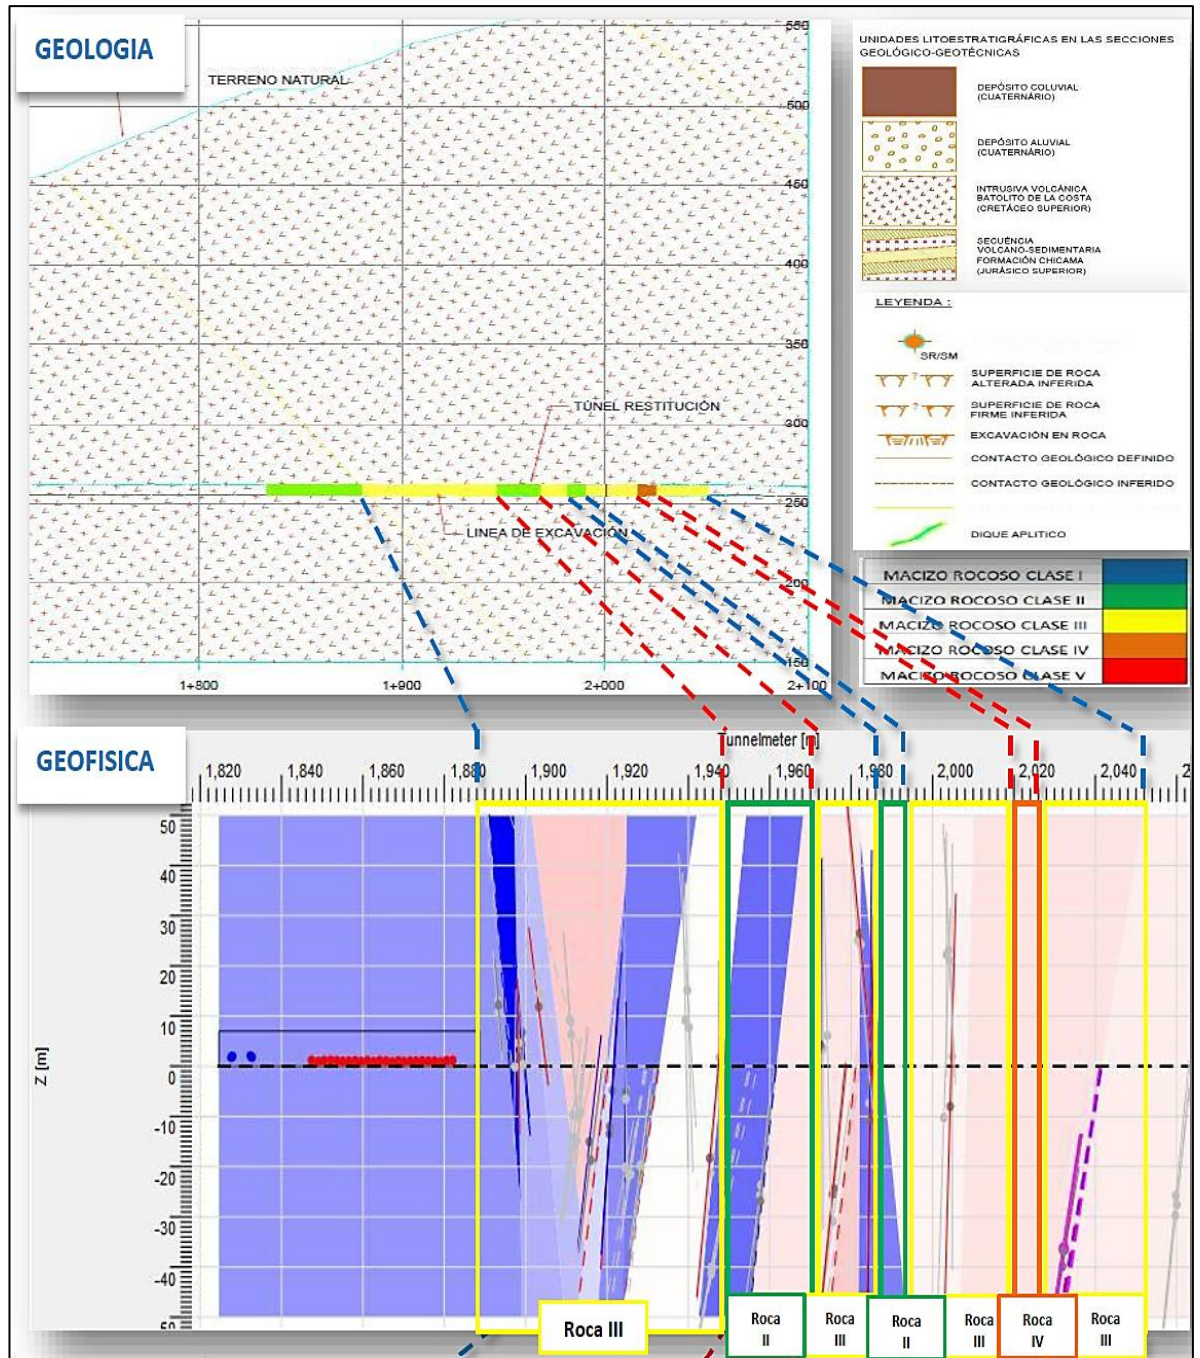 GEOLOGIA
TERRENO NATURAL
550
500
450
400
350
300
250
200
150
TÚNEL RESTITUCIÓN
LINEA DE EXCAVACIÓN
1+800
1+900
2+000
2+100
UNIDADES LITOESTRATIGRÁFICAS EN LAS SECCIONES
GEOLÓGICO-GEOTÉCNICAS
DEPÓSITO COLUVIAL
(CUATERNÁRIO)
DEPÓSITO ALUVIAL
(CUATERNÁRIO)
INTRUSIVA VOLCÁNICA
BATOLITO DE LA COSTA
(CRETÁCEO SUPERIOR)
SECUÊNCIA
VOLCANO-SEDIMENTARIA
FORMACIÓN CHICAMA
(JURÁSICO SUPERIOR)
LEYENDA :
SR/SM
SUPERFICIE DE ROCA
ALTERADA INFERIDA
SUPERFICIE DE ROCA
FIRME INFERIDA
EXCAVACIÓN EN ROCA
CONTACTO GEOLÓGICO DEFINIDO
CONTACTO GEOLÓGICO INFERIDO
DIQUE APLITICO
MACIZO ROCOSO CLASE I
MACIZO ROCOSO CLASE II
MACIZO ROCOSO CLASE III
MACIZO ROCOSO CLASE IV
MACIZO ROCOSO CLASE V
GEOFISICA
Tunnelmeter [m]
1,820 1,840 1,860 1,880 1,900 1,920 1,940 1,960 1,980 2,000 2,020 2,040
Z [m]
50
40
30
20
10
0
-10
-20
-30
-40
Roca III
Roca
II
Roca
III
Roca
II
Roca
III
Roca
IV
Roca
III